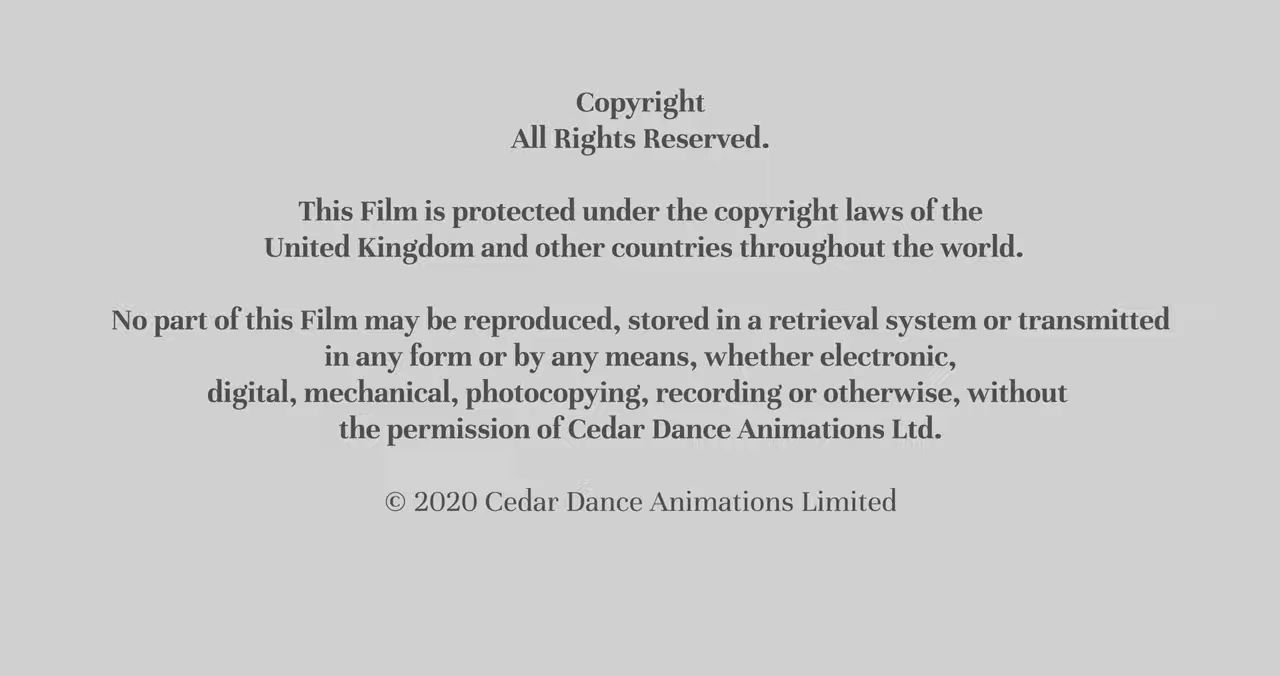 Copyright
All Rights Reserved.
This Film is protected under the copyright laws of the
United Kingdom and other countries throughout the world.
No part of this Film may be reproduced, stored in a retrieval system or transmitted
in any form or by any means, whether electronic,
digital, mechanical, photocopying, recording or otherwise, without
the permission of Cedar Dance Animations Ltd.
© 2020 Cedar Dance Animations Limited